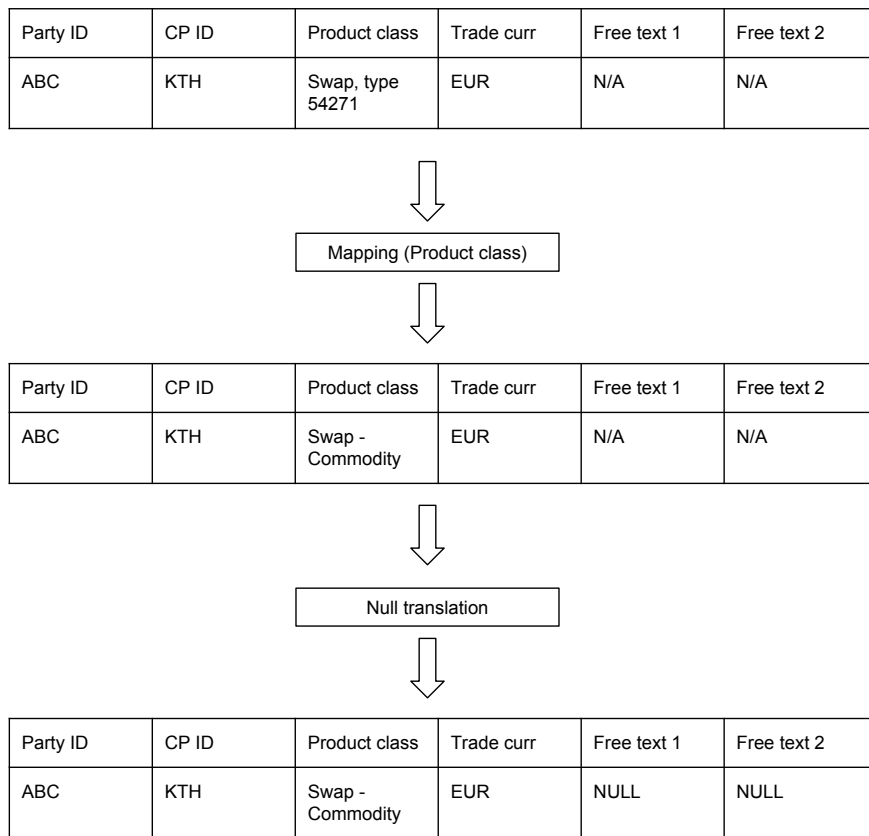 Party ID CP ID Product class Trade curr Free text 1 Free text 2
ABC KTH Swap, type EUR N/A N/A
54271
Mapping (Product class)
Party ID CP ID Product class Trade curr Free text 1 Free text 2
ABC KTH Swap - EUR N/A N/A
Commodity
Null translation
Party ID CP ID Product class Trade curr Free text 1 Free text 2
ABC KTH Swap - EUR NULL NULL
Commodity